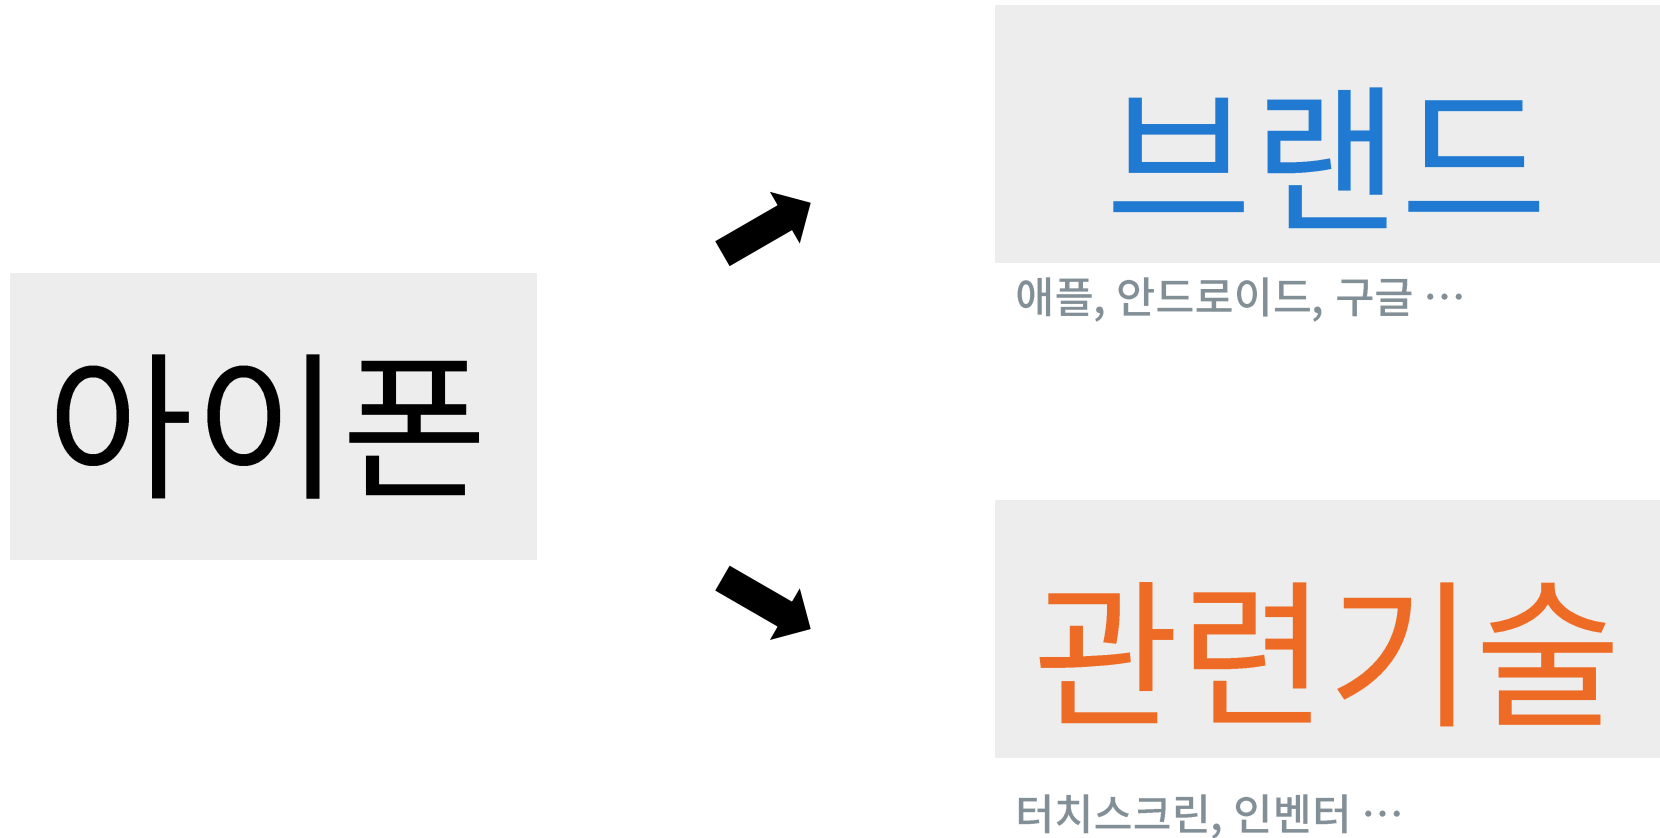 아이폰
브랜드
애플, 안드로이드, 구글 …
관련기술
터치스크린, 인벤터 …